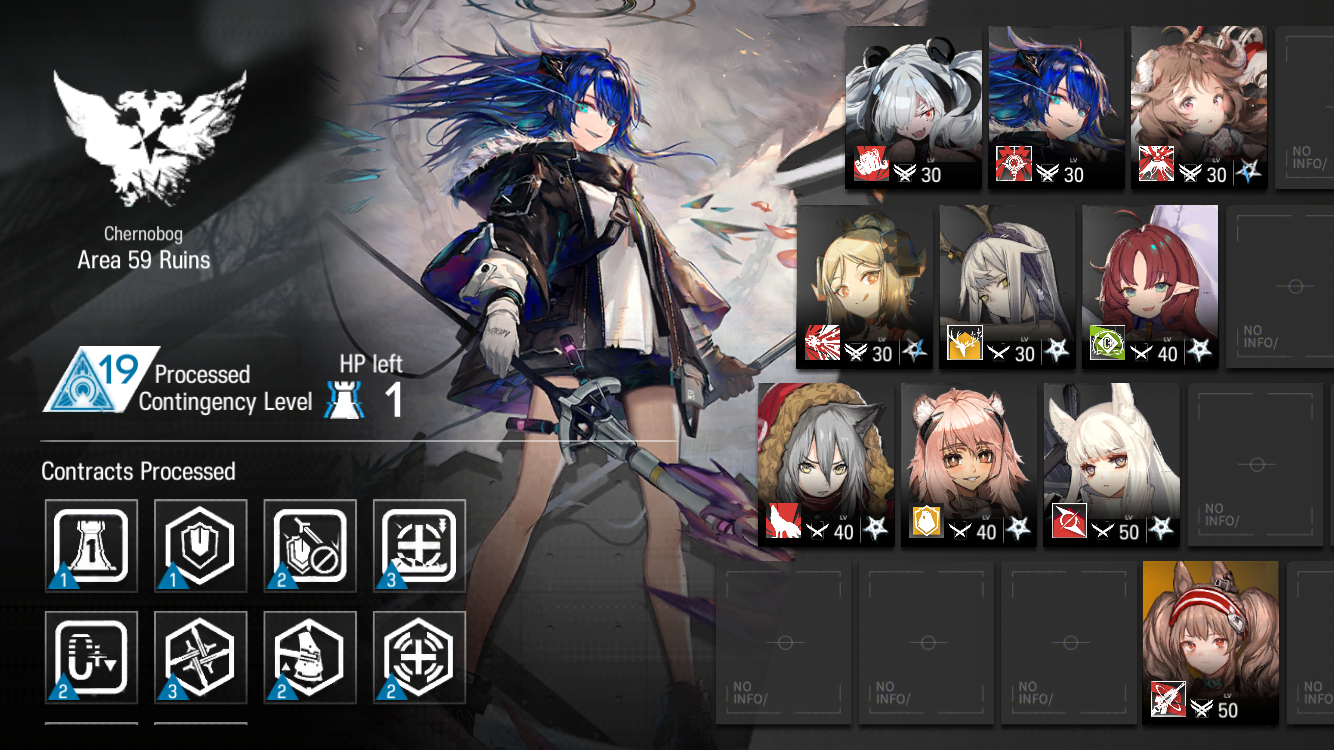 Chernobog
Area 59 Ruins
19
Processed
Contingency Level
HP left
1
Contracts Processed
1
1
1
2
3
2
3
2
2
LV
30
LV
30
LV
30
NO
INFO/
LV
30
LV
30
LV
40
NO
INFO/
LV
40
LV
40
LV
50
NO
INFO/
NO
INFO/
NO
INFO/
NO
INFO/
LV
50
NO
INFO